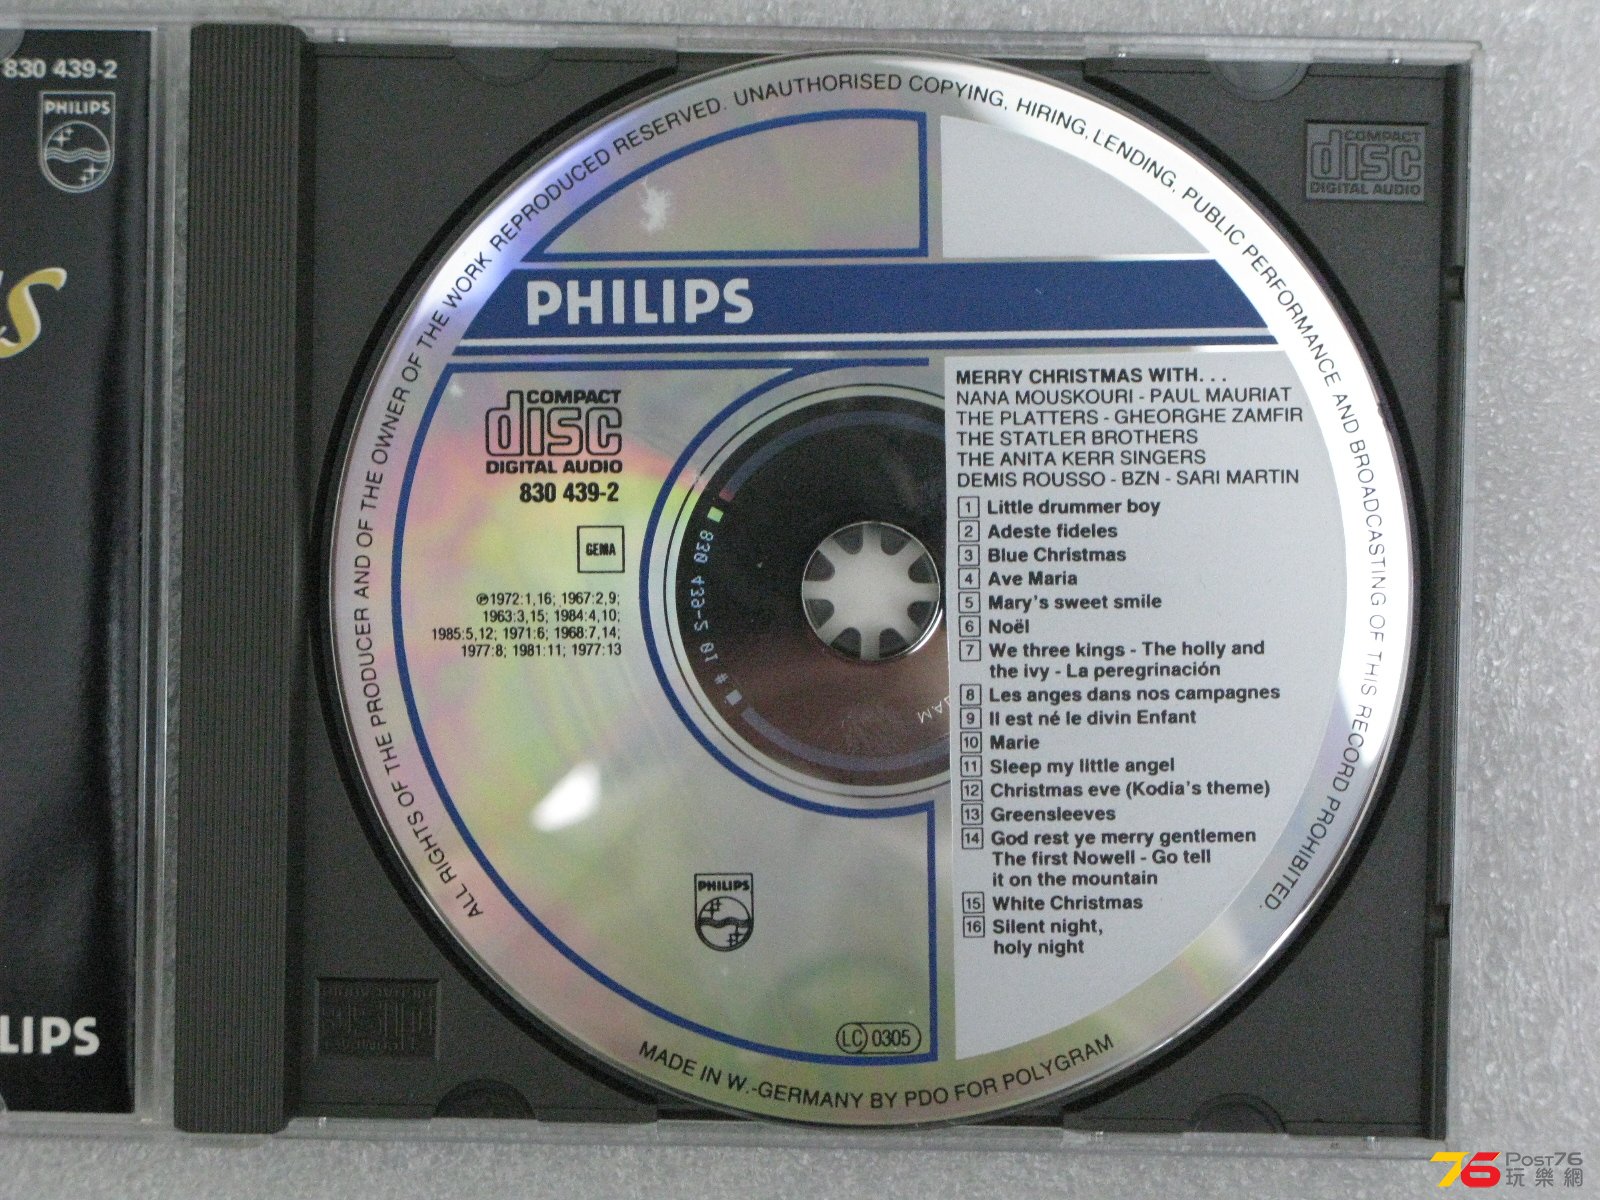 830 439-2
PHILIPS
S
LIPS
ALL RIGHTS OF THE PRODUCER AND OF THE OWNER OF THE WORK REPRODUCED RESERVED. UNAUTHORISED COPYING, HIRING, LENDING, PUBLIC PERFORMANCE AND BROADCASTING OF THIS RECORD PROHIBITED.
COMPACT
disc
DIGITAL AUDIO
PHILIPS
COMPACT
disc
DIGITAL AUDIO
830 439-2
GEMA
℗1972:1,16; 1967:2,9;
1963:3,15; 1984:4,10;
1985:5,12; 1971:6; 1968:7,14;
1977:8; 1981:11; 1977:13
830 439-2 01 #
MERRY CHRISTMAS WITH. . .
NANA MOUSKOURI - PAUL MAURIAT
THE PLATTERS - GHEORGHE ZAMFIR
THE STATLER BROTHERS
THE ANITA KERR SINGERS
DEMIS ROUSSO - BZN - SARI MARTIN
1 Little drummer boy
2 Adeste fideles
3 Blue Christmas
4 Ave Maria
5 Mary's sweet smile
6 Noël
7 We three kings - The holly and
the ivy - La peregrinación
8 Les anges dans nos campagnes
9 Il est né le divin Enfant
10 Marie
11 Sleep my little angel
12 Christmas eve (Kodia's theme)
13 Greensleeves
14 God rest ye merry gentlemen
The first Nowell - Go tell
it on the mountain
15 White Christmas
16 Silent night,
holy night
PHILIPS
LC 0305
MADE IN W.-GERMANY BY PDO FOR POLYGRAM
76 POST76
玩樂網